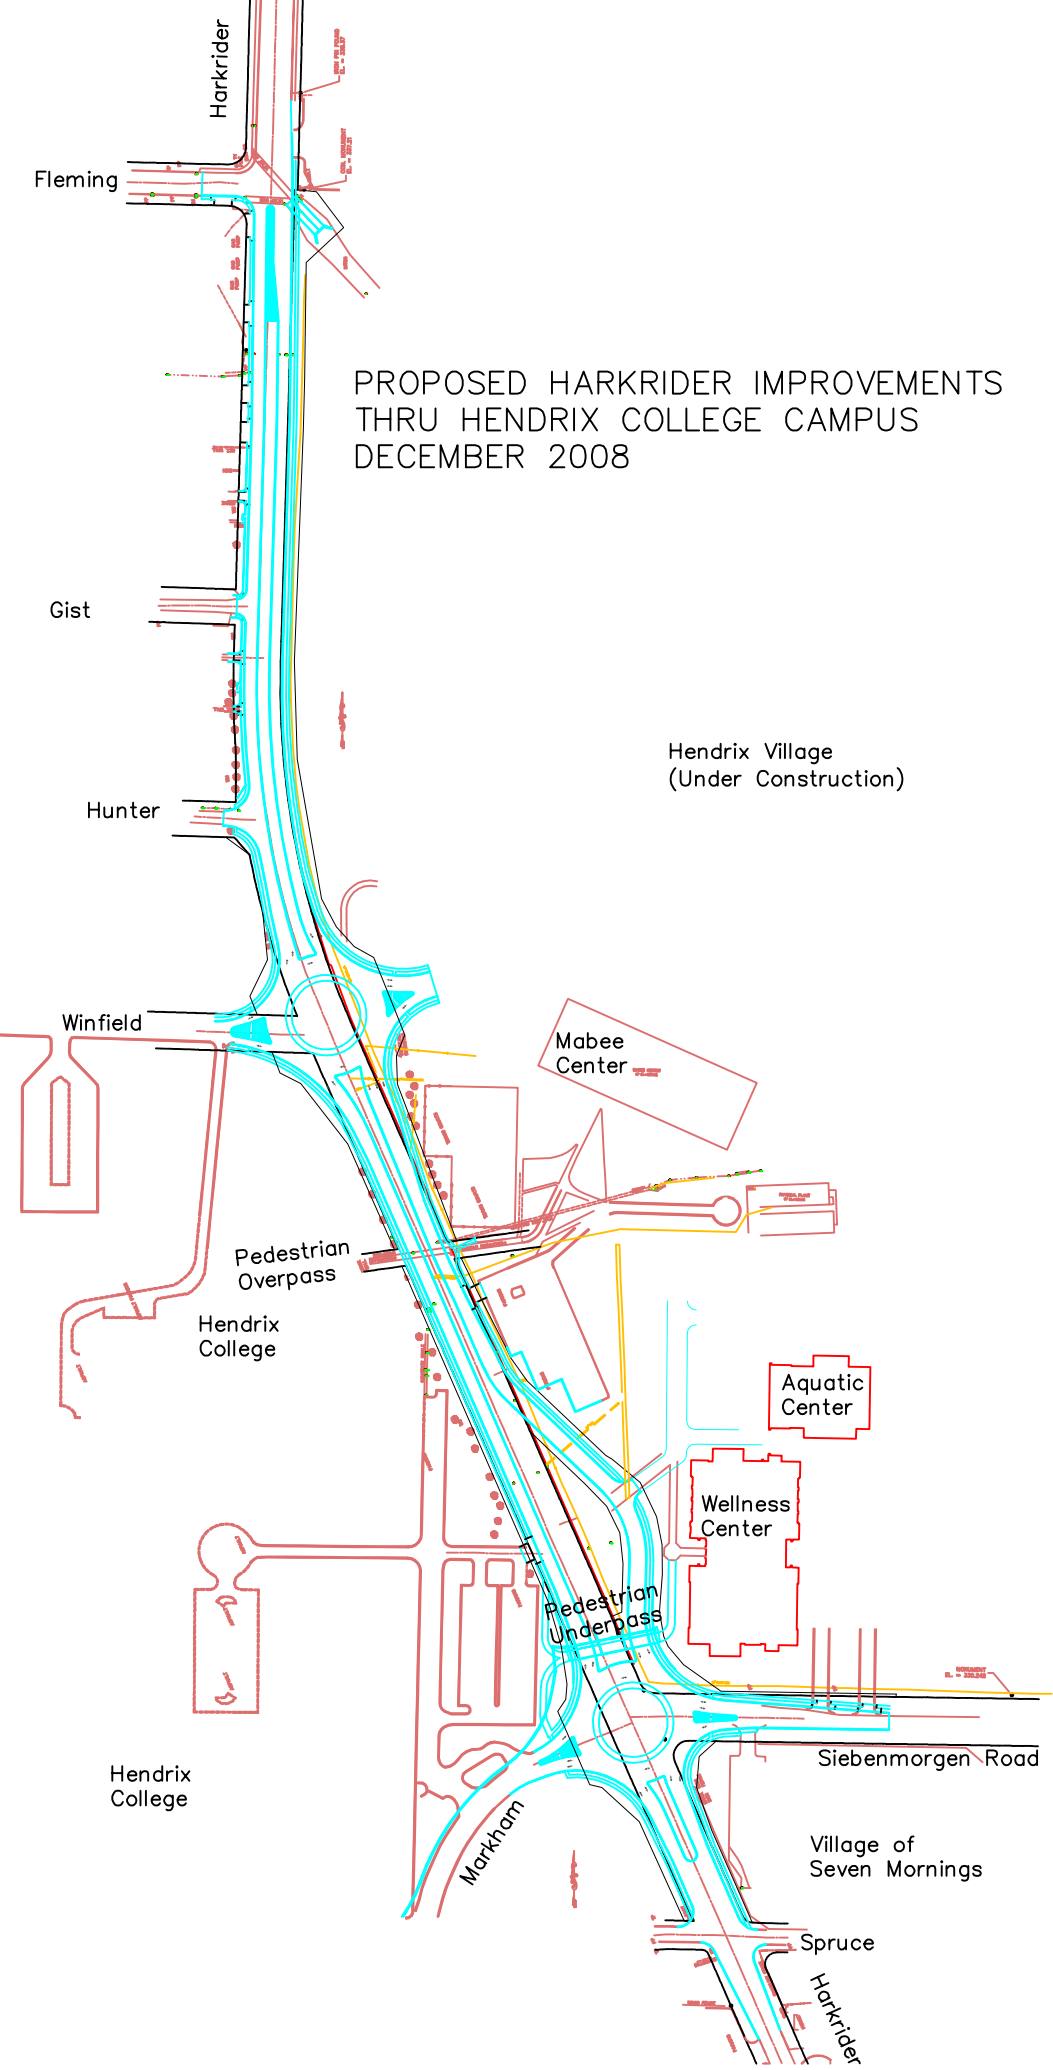 Harkrider
Fleming
PROPOSED HARKRIDER IMPROVEMENTS
THRU HENDRIX COLLEGE CAMPUS
DECEMBER 2008
Gist
Hendrix Village
(Under Construction)
Hunter
Winfield
Mabee
Center
Pedestrian
Overpass
Hendrix
College
Aquatic
Center
Wellness
Center
Pedestrian
Underpass
MONUMENT
Siebenmorgen Road
Hendrix
College
Markham
Village of
Seven Mornings
Spruce
Harkrider